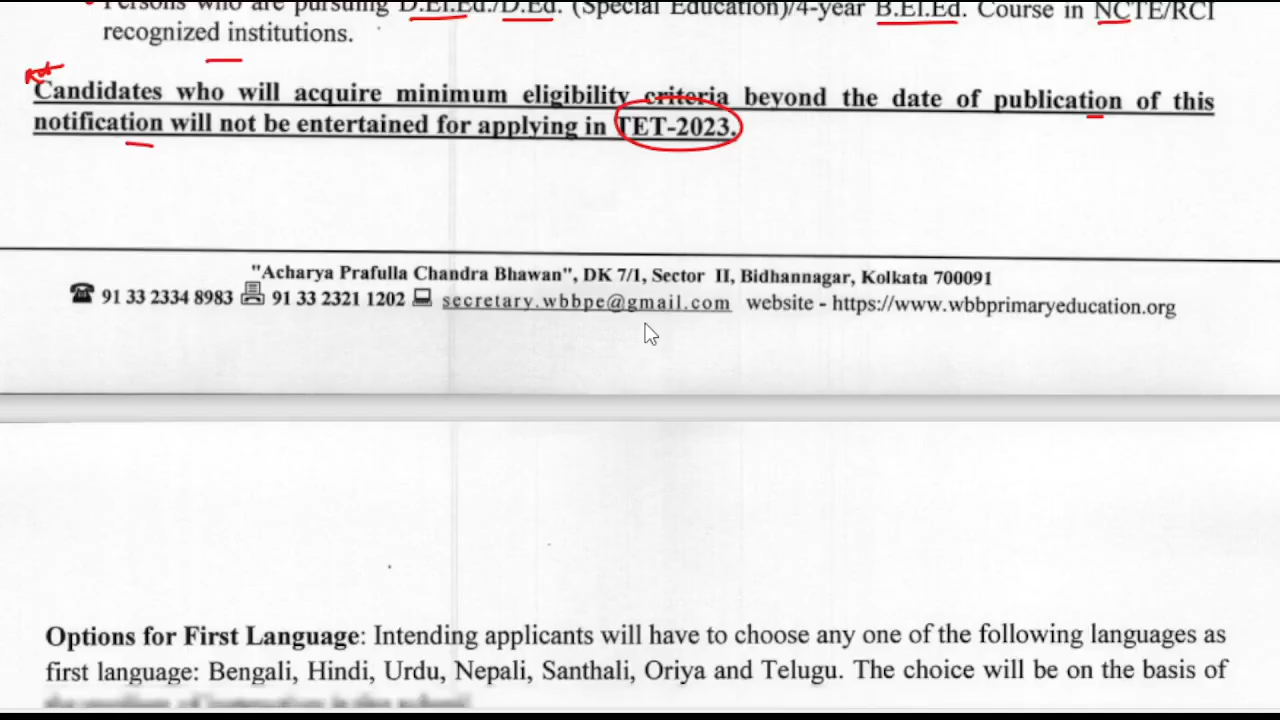 Persons who are pursuing D.El.Ed./D.Ed. (Special Education)/4-year B.El.Ed. Course in NCTE/RCI
recognized institutions.
Candidates who will acquire minimum eligibility criteria beyond the date of publication of this
notification will not be entertained for applying in TET-2023.
"Acharya Prafulla Chandra Bhawan", DK 7/1, Sector II, Bidhannagar, Kolkata 700091
91 33 2334 8983 91 33 2321 1202 secretary.wbbpe@gmail.com website - https://www.wbbprimaryeducation.org
Options for First Language: Intending applicants will have to choose any one of the following languages as
first language: Bengali, Hindi, Urdu, Nepali, Santhali, Oriya and Telugu. The choice will be on the basis of